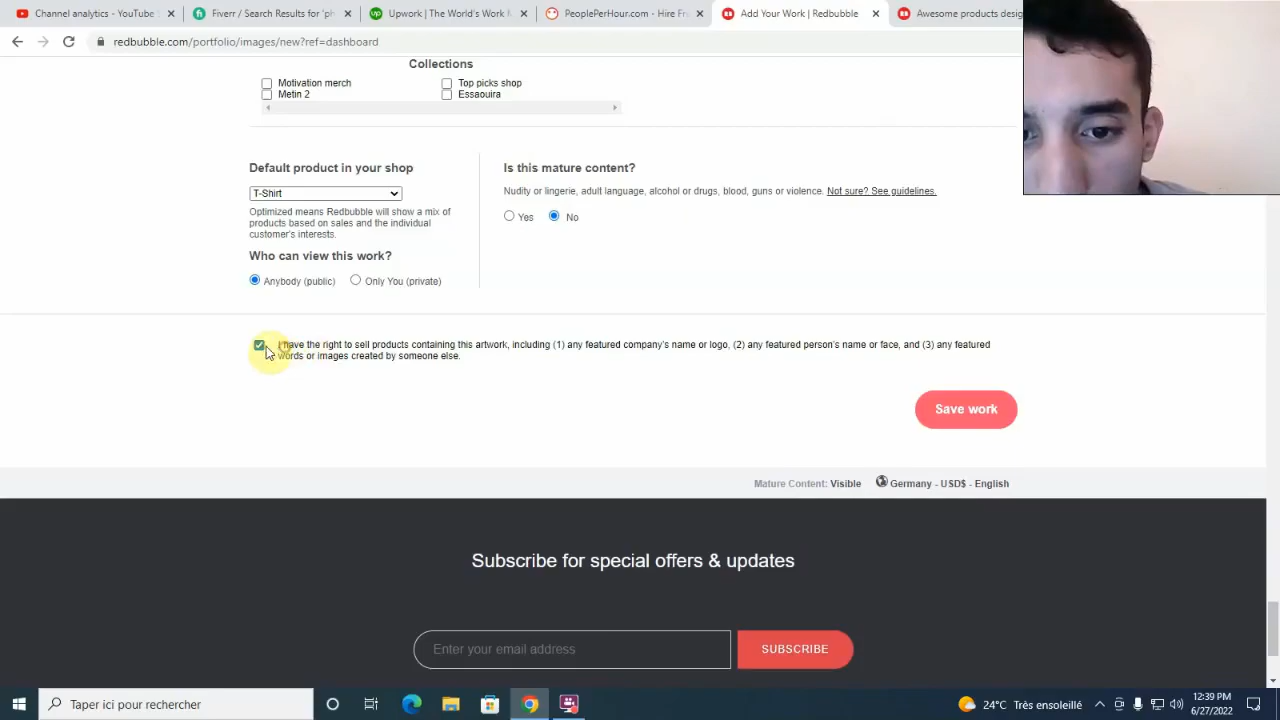 Channel analytics - YouTube
Fiverr / Search Results for
Upwork | The World's Work
PeoplePerHour.com - Hire F
Add Your Work | Redbubble
Awesome products desig
redbubble.com/portfolio/images/new?ref=dashboard
Collections
Motivation merch Top picks shop
Metin 2 Essaouira
Default product in your shop
T-Shirt
Optimized means Redbubble will show a mix of
products based on sales and the individual
customer's interests.
Who can view this work?
Anybody (public) Only You (private)
Is this mature content?
Nudity or lingerie, adult language, alcohol or drugs, blood, guns or violence. Not sure? See guidelines.
Yes No
I have the right to sell products containing this artwork, including (1) any featured company's name or logo, (2) any featured person's name or face, and (3) any featured
words or images created by someone else.
Save work
Mature Content: Visible Germany - USD$ - English
Subscribe for special offers & updates
Enter your email address SUBSCRIBE
Taper ici pour rechercher
24°C Très ensoleillé
12:39 PM
6/27/2022